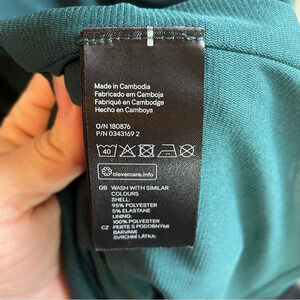 Made in Cambodia
Fabricado em Camboja
Fabriqué en Cambodge
Hecho en Camboya
O/N 180876
P/N 0343169 2
40
clevercare.info
GB WASH WITH SIMILAR
COLOURS
SHELL:
95% POLYESTER
5% ELASTANE
LINING:
100% POLYESTER
CZ PERTE S PODOBNÝMI
BARVAMI
SVRCHNÍ LÁTKA: